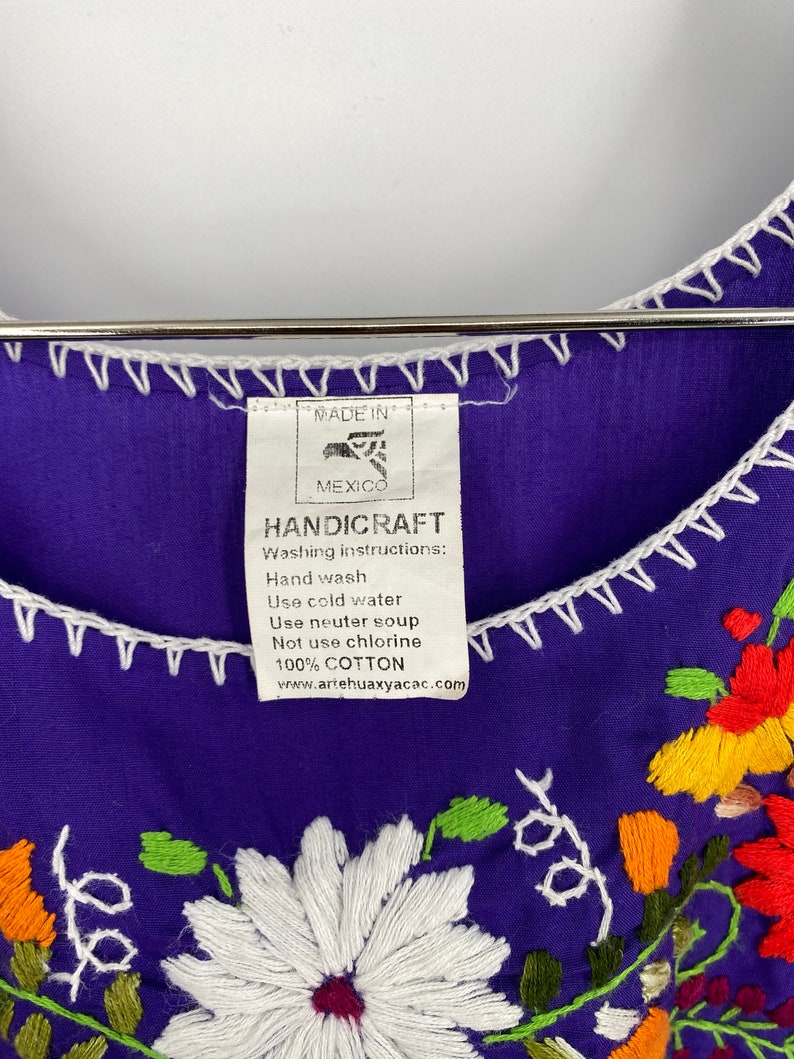 MADE IN
MEXICO
HANDICRAFT
Washing instructions:
Hand wash
Use cold water
Use neuter soup
Not use chlorine
100% COTTON
www.artehuaxyacac.com